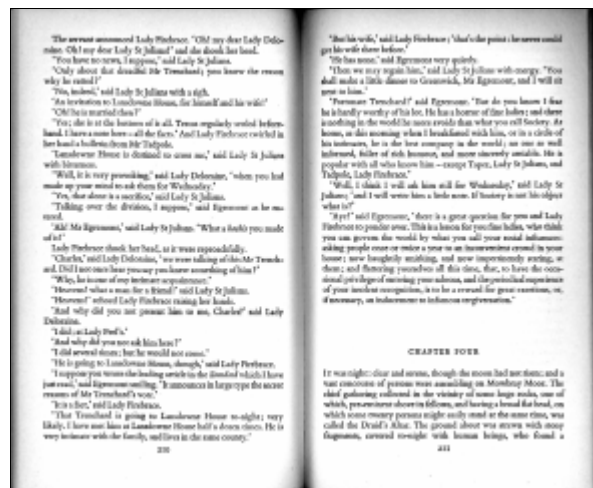 The servant announced Lady Firebrace. 'Oh! my dear Lady Delo-
raine. Oh! my dear Lady St Julians!' and she shook her head.
'You have no news, I suppose,' said Lady St Julians.
'Only about that dreadful Mr Trenchard; you know the reason
why he ratted?'
'No, indeed,' said Lady St Julians with a sigh.
'An invitation to Lansdowne House, for himself and his wife!'
'Oh! he is married then?'
'Yes; she is at the bottom of it all. Terms regularly settled before-
hand. I have a note here – all the facts.' And Lady Firebrace twirled in
her hand a bulletin from Mr Tadpole.
'Lansdowne House is destined to cross me,' said Lady St Julians
with bitterness.
'Well, it is very provoking,' said Lady Deloraine, 'when you had
made up your mind to ask them for Wednesday.'
'Yes, that alone is a sacrifice,' said Lady St Julians.
'Talking over the division, I suppose,' said Egremont as he en-
tered.
'Ah! Mr Egremont,' said Lady St Julians. 'What a hachis you made
of it!'
Lady Firebrace shook her head, as it were reproachfully.
'Charles,' said Lady Deloraine, 'we were talking of this Mr Trench-
ard. Did I not once hear you say you knew something of him?'
'Why, he is one of my intimate acquaintance.'
'Heavens! what a man for a friend!' said Lady St Julians.
'Heavens!' echoed Lady Firebrace raising her hands.
'And why did you not present him to me, Charles?' said Lady
Deloraine.
'I did; at Lady Peel's.'
'And why did you not ask him here?'
'I did several times; but he would not come.'
'He is going to Lansdowne House, though,' said Lady Firebrace.
'I suppose you wrote the leading article in the Standard which I have
just read,' said Egremont smiling. 'It announces in large type the secret
reasons of Mr Trenchard's vote.'
'It is a fact,' said Lady Firebrace.
'That Trenchard is going to Lansdowne House to-night; very
likely. I have met him at Lansdowne House half a dozen times. He is
very intimate with the family, and lives in the same county.'
'But his wife,' said Lady Firebrace; 'that's the point: he never could
get his wife there before.'
'He has none,' said Egremont very quietly.
'Then we may regain him,' said Lady St Julians with energy. 'You
shall make a little dinner to Greenwich, Mr Egremont, and I will sit
next to him.'
'Fortunate Trenchard!' said Egremont. 'But do you know I fear
he is hardly worthy of his lot. He has a horror of fine ladies; and there
is nothing in the world he more avoids than what you call Society. At
home, as this morning when I breakfasted with him, or in a circle of
his intimates, he is the best company in the world; no one so well
informed, fuller of rich humour, and more sincerely amiable. He is
popular with all who know him – except Taper, Lady St Julians, and
Tadpole, Lady Firebrace.'
'Well, I think I will ask him still for Wednesday,' said Lady St
Julians; 'and I will write him a little note. If Society is not his object
what is?'
'Aye!' said Egremont, 'there is a great question for you and Lady
Firebrace to ponder over. This is a lesson for you fine ladies, who think
you can govern the world by what you call your social influences:
asking people once or twice a year to an inconvenient crowd in your
house; now haughtily smirking, and now impertinently staring, at
them; and flattering yourselves all this time, that, to have the occa-
sional privilege of entering your saloons, and the periodical experience
of your insolent recognition, is to be a reward for great exertions, or,
if necessary, an inducement to infamous tergiversation.'
CHAPTER FOUR
It was night: clear and serene, though the moon had not risen; and a
vast concourse of persons were assembling on Mowbray Moor. The
chief gathering collected in the vicinity of some huge rocks, one of
which, pre-eminent above its fellows, and having a broad flat head, on
which some twenty persons might easily stand at the same time, was
called the Druid's Altar. The ground about was strewn with stony
fragments, covered to-night with human beings, who found a